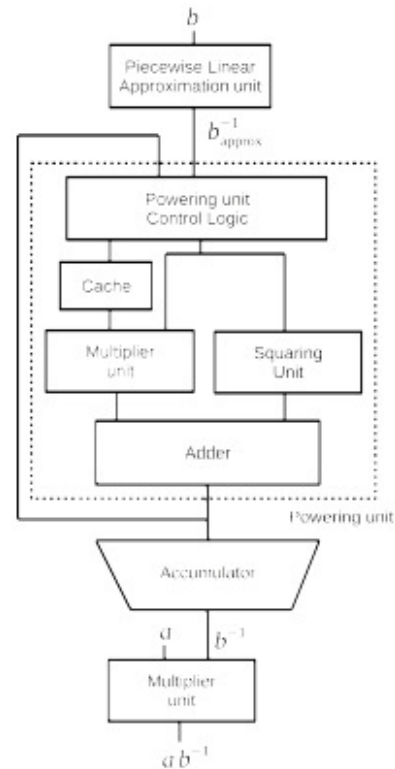 b
Piecewise Linear
Approximation unit
b⁻¹approx
Powering unit
Control Logic
Cache
Multiplier
unit
Squaring
Unit
Adder
Powering unit
Accumulator
a
b⁻¹
Multiplier
unit
a b⁻¹